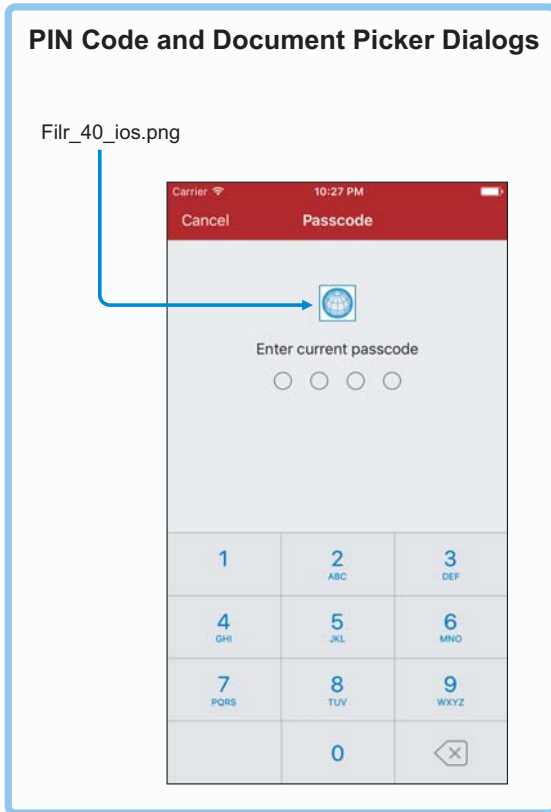 PIN Code and Document Picker Dialogs
Filr_40_ios.png
Carrier 10:27 PM
Cancel Passcode
Enter current passcode
1 2 3
ABC DEF
4 5 6
GHI JKL MNO
7 8 9
PQRS TUV WXYZ
0